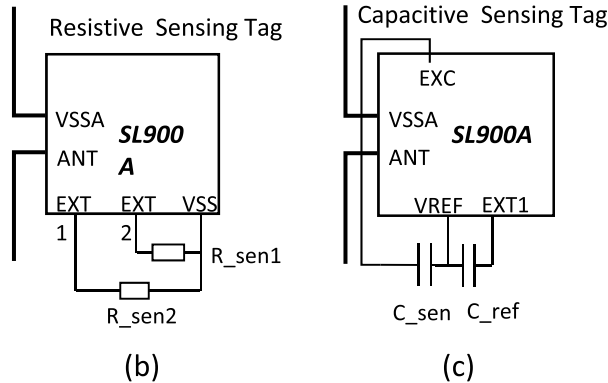 Resistive Sensing Tag
VSSA
SL900
ANT
A
EXT EXT VSS
1 2
R_sen1
R_sen2
(b)
Capacitive Sensing Tag
EXC
VSSA
SL900A
ANT
VREF EXT1
C_sen C_ref
(c)